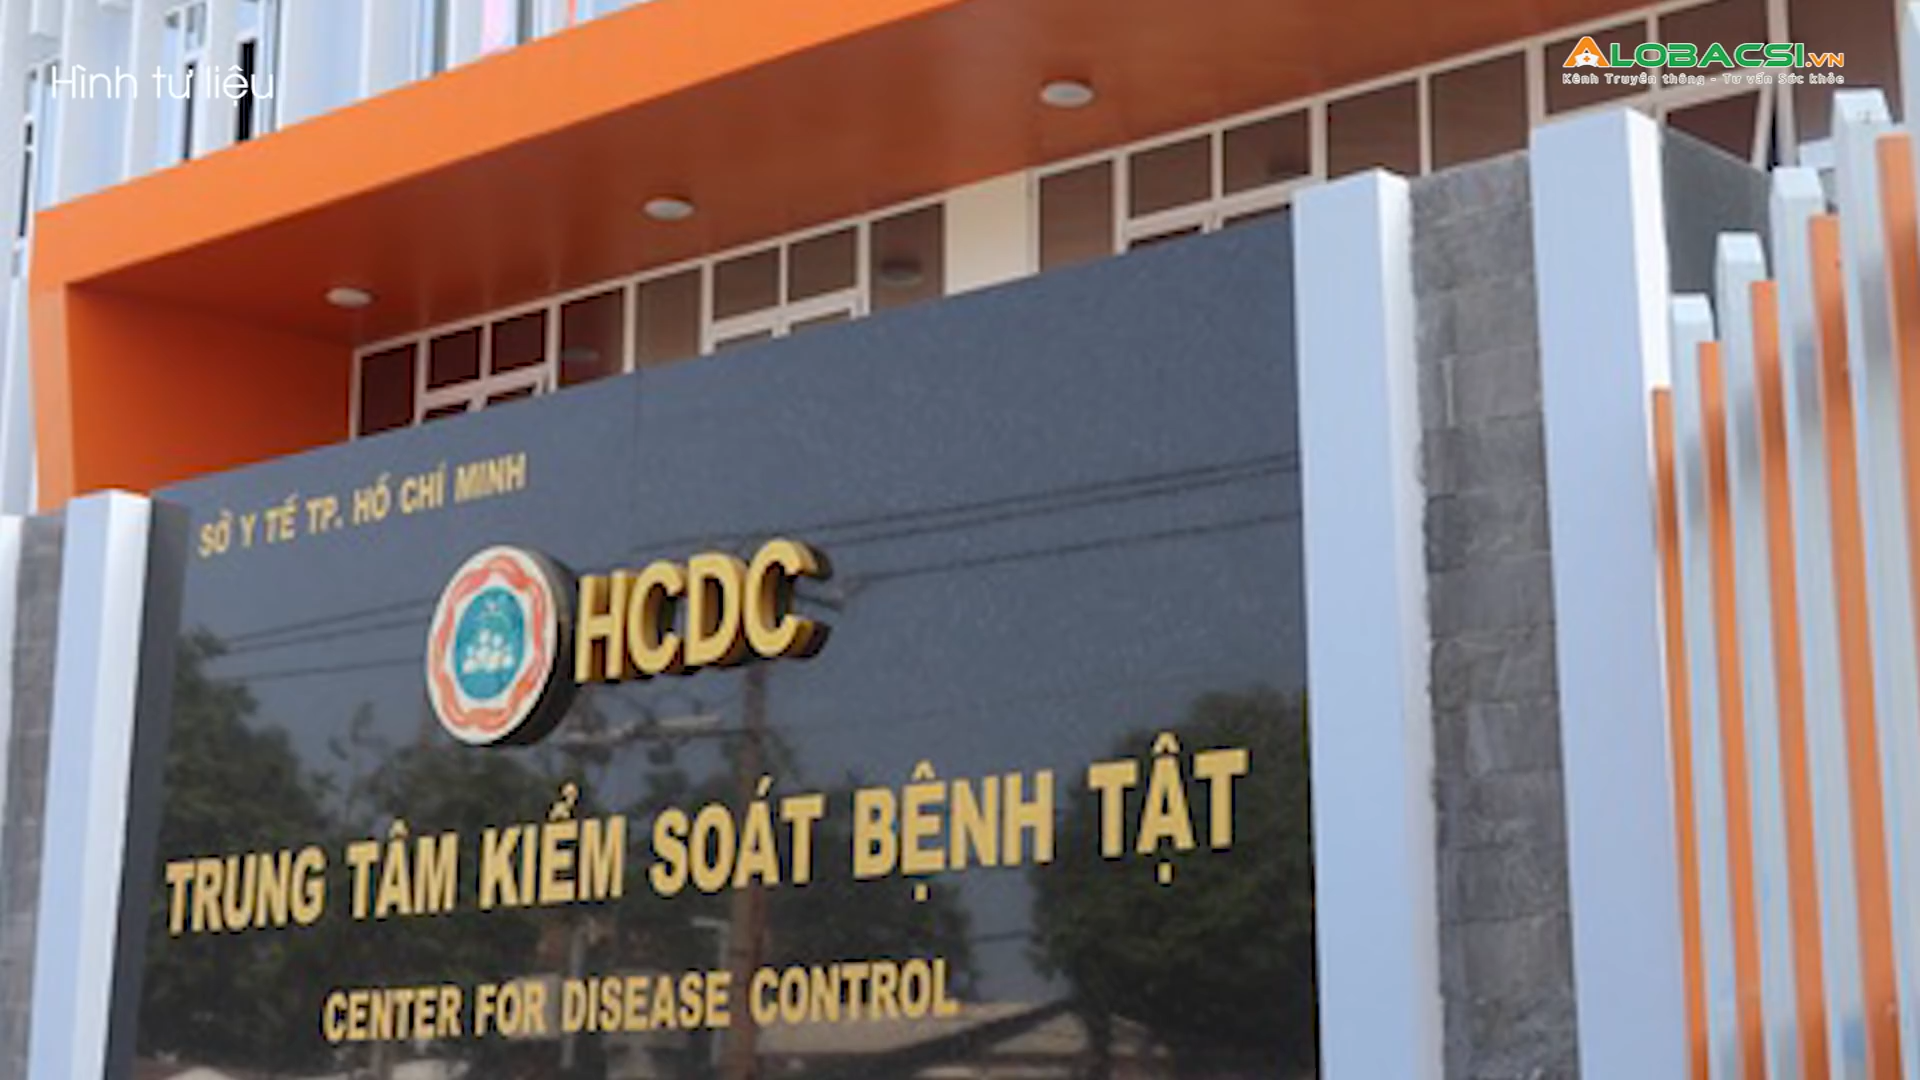 Hình tư liệu
ALOBACSI.VN
Kênh Truyền thông - Tư vấn Sức khỏe
SỞ Y TẾ TP. HỒ CHÍ MINH
HCDC
TRUNG TÂM KIỂM SOÁT BỆNH TẬT
CENTER FOR DISEASE CONTROL